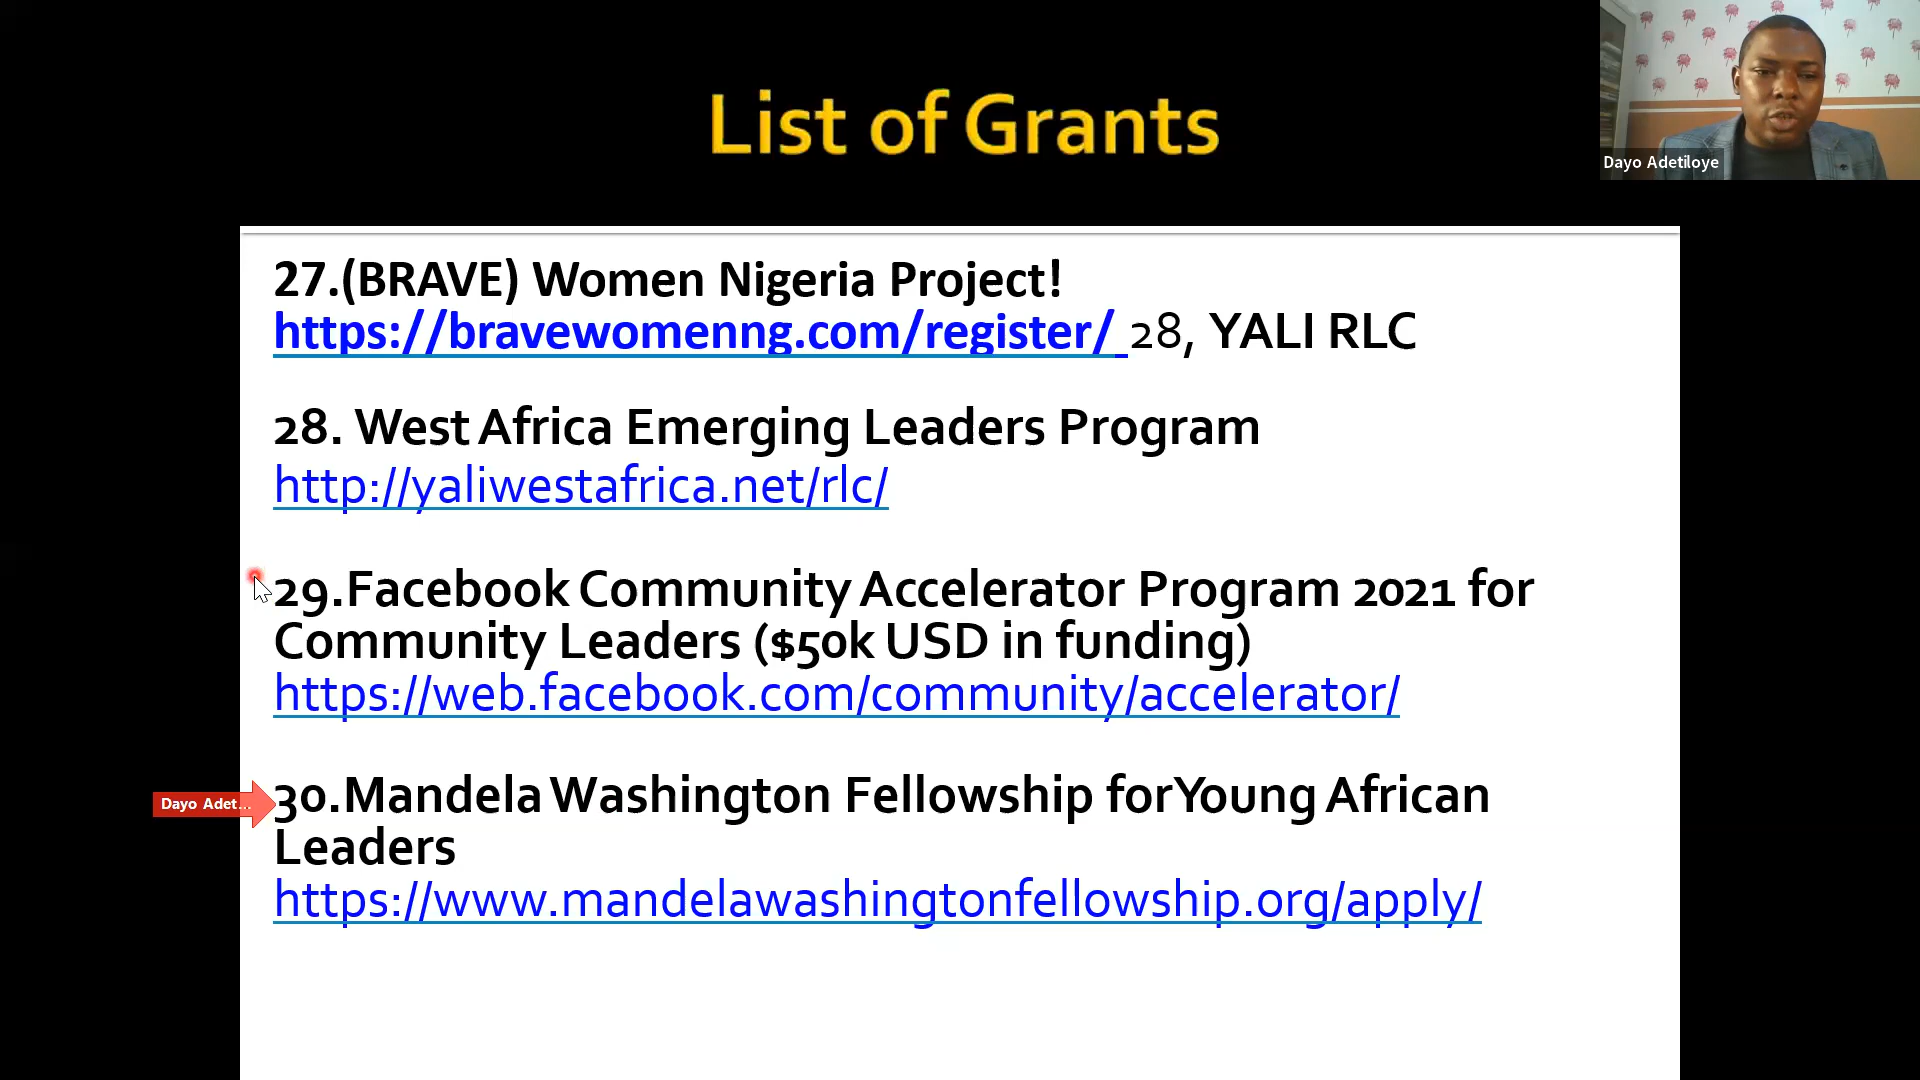 List of Grants
Dayo Adetiloye
27.(BRAVE) Women Nigeria Project!
https://bravewomenng.com/register/ 28, YALI RLC
28. West Africa Emerging Leaders Program
http://yaliwestafrica.net/rlc/
29.Facebook Community Accelerator Program 2021 for
Community Leaders ($50k USD in funding)
https://web.facebook.com/community/accelerator/
Dayo Adet...
30.Mandela Washington Fellowship forYoung African
Leaders
https://www.mandelawashingtonfellowship.org/apply/